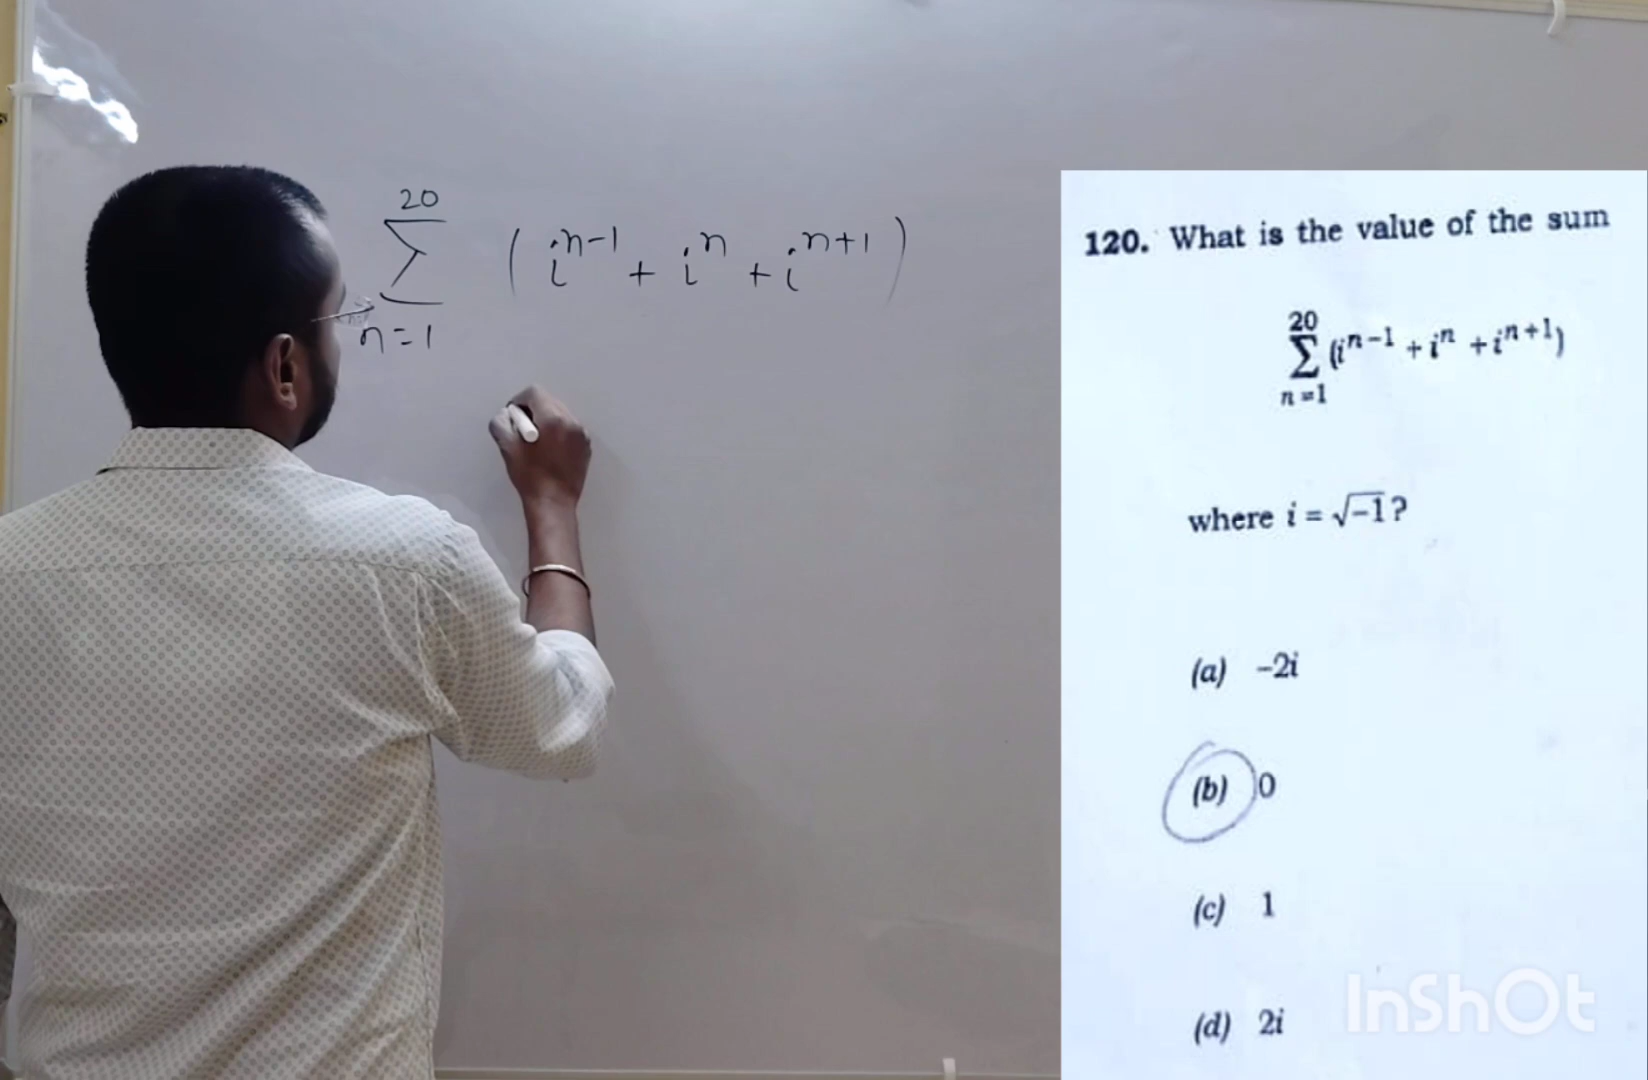 20
∑ (i^{n-1} + i^n + i^{n+1})
n=1
120. What is the value of the sum
20
∑ (i^{n-1} + i^n + i^{n+1})
n=1
where i = √-1?
(a) -2i
(b) 0
(c) 1
(d) 2i
InShOt